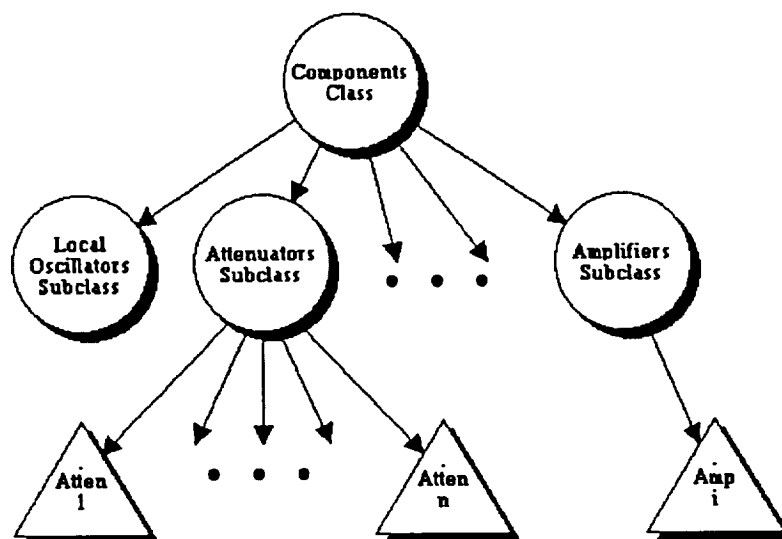 Components
Class
Local
Oscillators
Subclass
Attenuators
Subclass
Amplifiers
Subclass
Atten
1
Atten
n
Amp
i